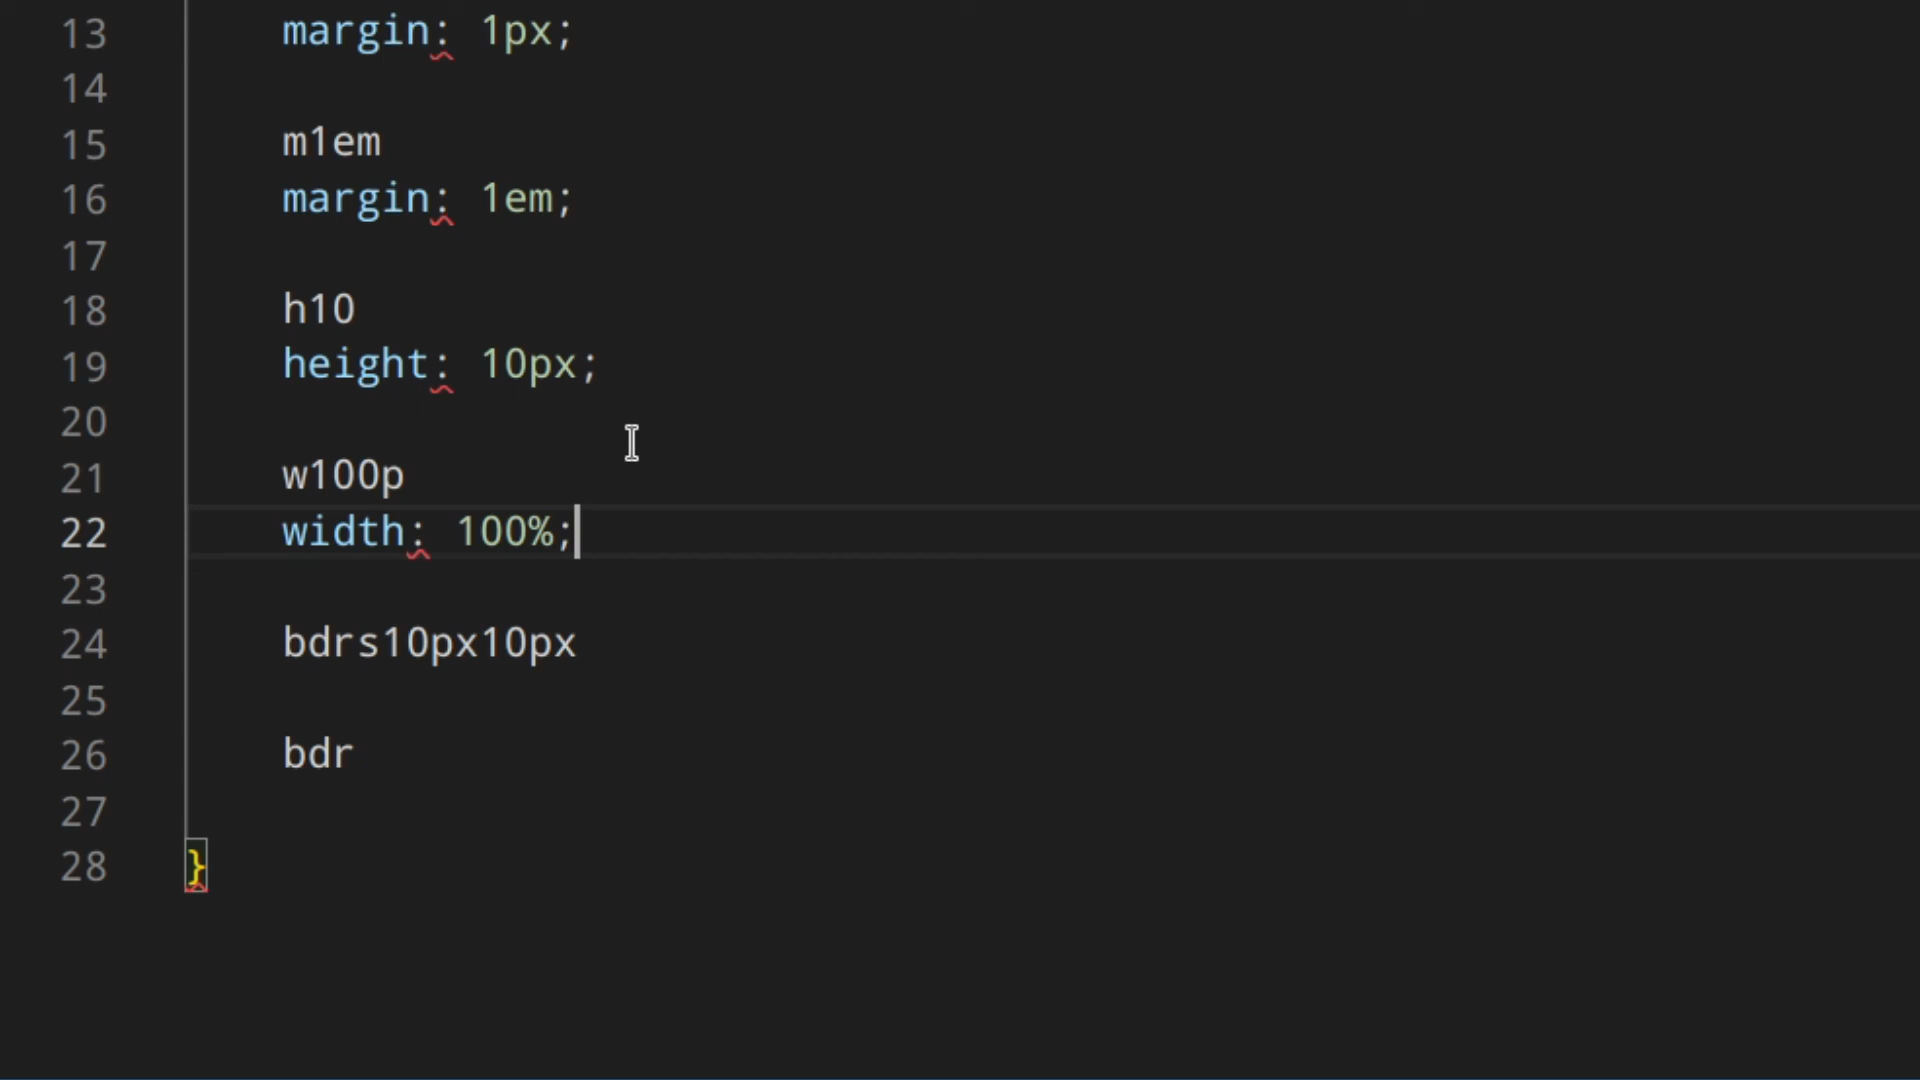 13 margin: 1px;
14
15 m1em
16 margin: 1em;
17
18 h10
19 height: 10px;
20
21 w100p
22 width: 100%;
23
24 bdrs10px10px
25
26 bdr
27
28 }